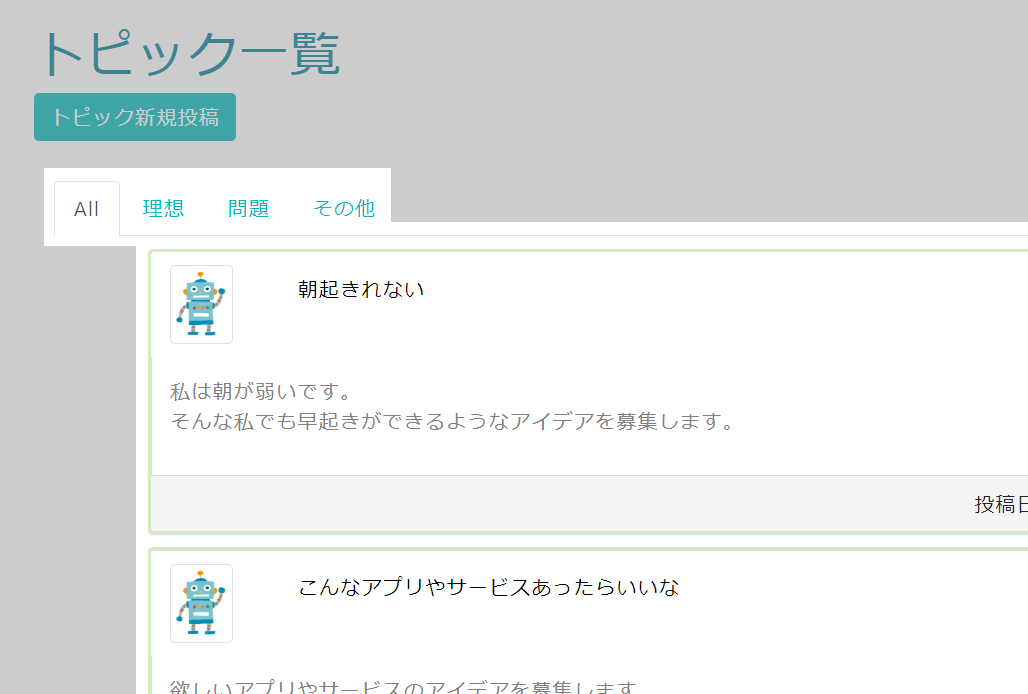 トピック一覧
トピック新規投稿
All 理想 問題 その他
朝起きれない
私は朝が弱いです。
そんな私でも早起きができるようなアイデアを募集します。
投稿日
こんなアプリやサービスあったらいいな
欲しいアプリやサービスのアイデアを募集します